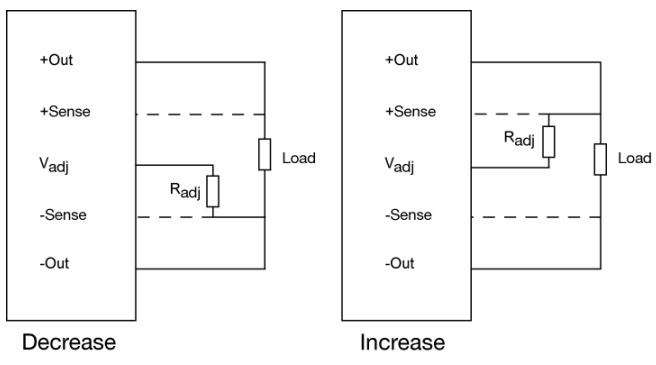 +Out
+Sense
Vadj
Radj
-Sense
-Out
Load
Decrease
+Out
+Sense
Radj
Vadj
-Sense
-Out
Load
Increase